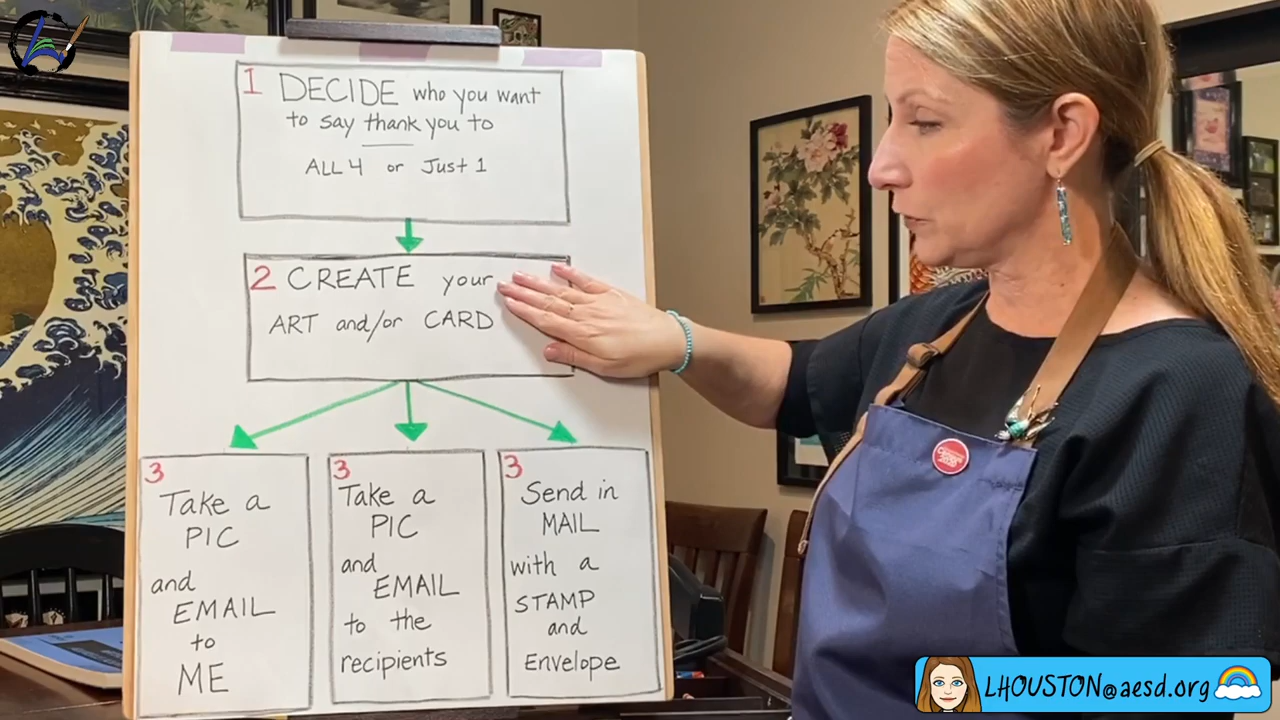 1 DECIDE who you want
to say thank you to
ALL 4 or Just 1
2 CREATE your
ART and/or CARD
3
Take a
PIC
and
EMAIL
to
ME
3
Take a
PIC
and
EMAIL
to the
recipients
3
Send in
MAIL
with a
STAMP
and
Envelope
LHOUSTON@aesd.org